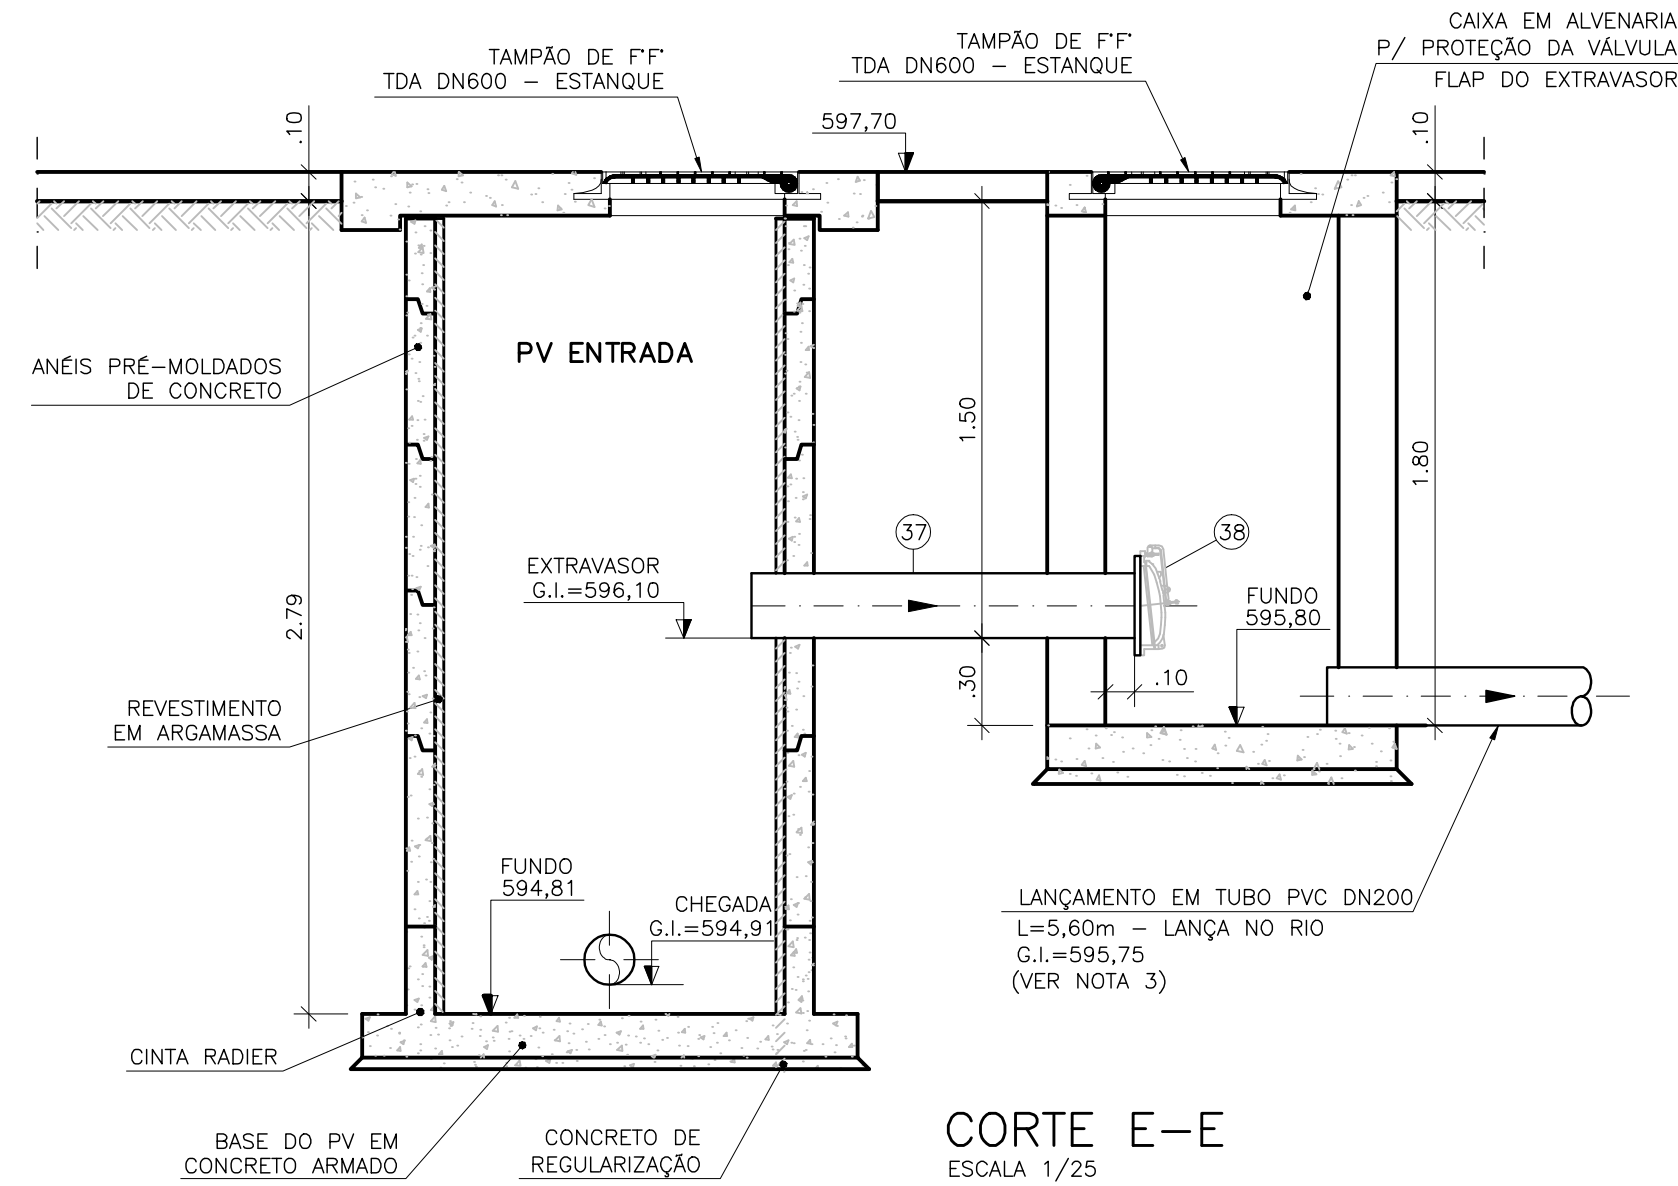 CAIXA EM ALVENARIA
P/ PROTEÇÃO DA VÁLVULA
FLAP DO EXTRAVASOR
TAMPÃO DE F°F°
TDA DN600 – ESTANQUE
TAMPÃO DE F°F°
TDA DN600 – ESTANQUE
597,70
.10
.10
ANÉIS PRÉ–MOLDADOS
DE CONCRETO
PV ENTRADA
1.50
1.80
37
38
EXTRAVASOR
G.I.=596,10
FUNDO
595,80
2.79
.30
.10
REVESTIMENTO
EM ARGAMASSA
FUNDO
594,81
CHEGADA
G.I.=594,91
LANÇAMENTO EM TUBO PVC DN200
L=5,60m – LANÇA NO RIO
G.I.=595,75
(VER NOTA 3)
CINTA RADIER
BASE DO PV EM
CONCRETO ARMADO
CONCRETO DE
REGULARIZAÇÃO
CORTE E–E
ESCALA 1/25